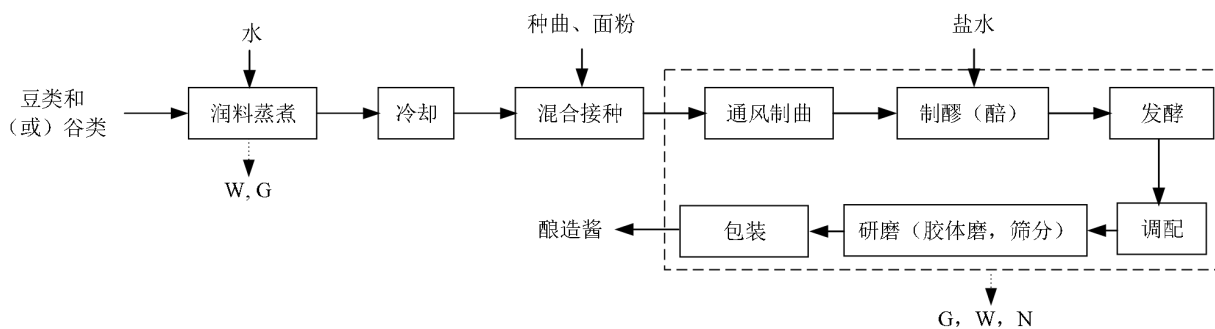 水
种曲、面粉
盐水
豆类和
（或）谷类
润料蒸煮
冷却
混合接种
通风制曲
制醪（醅）
发酵
W, G
酿造酱
包装
研磨（胶体磨，筛分）
调配
G，W，N